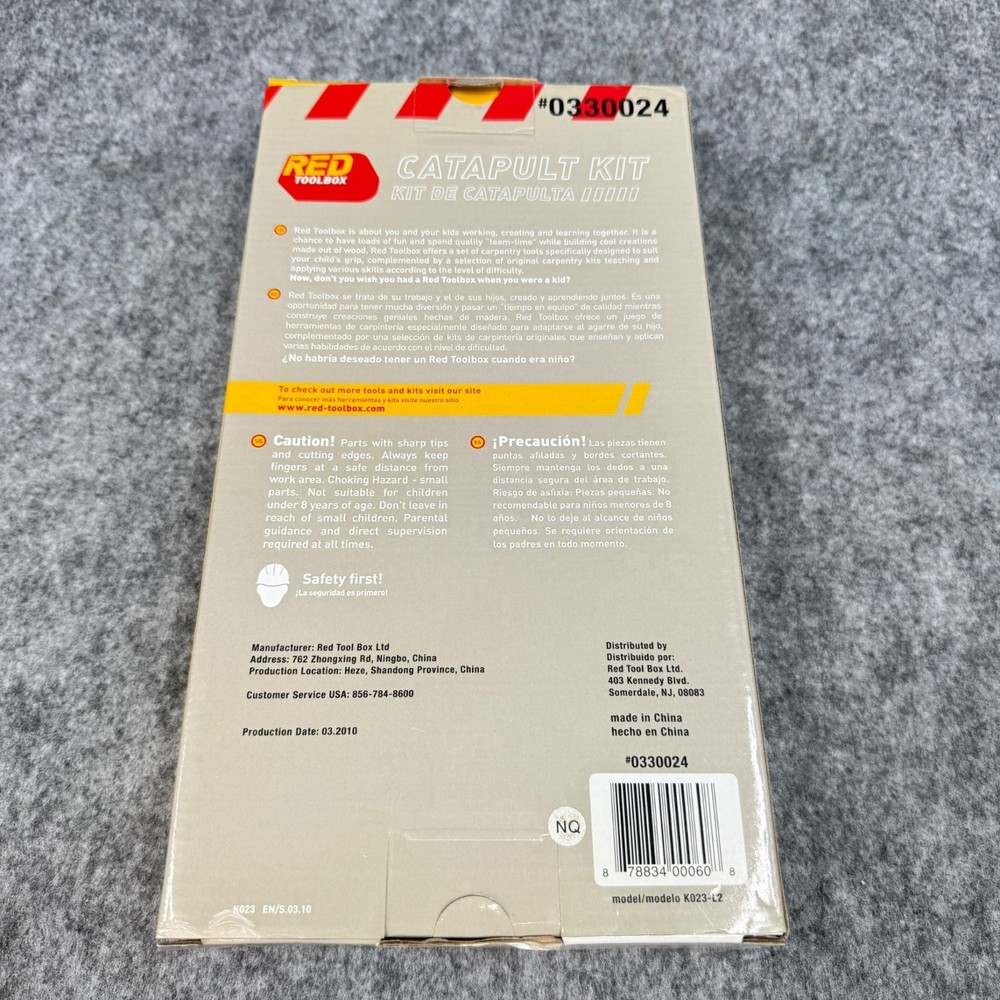 #0330024
RED
TOOLBOX
CATAPULT KIT
KIT DE CATAPULTA
Red Toolbox is about you and your kids working, creating and learning together. It is a
chance to have loads of fun and spend quality "team-time" while building cool creations
made out of wood. Red Toolbox offers a set of carpentry tools specifically designed to suit
your child's grip, complemented by a selection of original carpentry kits teaching and
applying various skills according to the level of difficulty.
Now, don't you wish you had a Red Toolbox when you were a kid?
ES
Red Toolbox se trata de su trabajo y el de sus hijos, creado y aprendiendo juntos. Es una
oportunidad para tener mucha diversión y pasar un "tiempo en equipo" de calidad mientras
construye creaciones geniales hechas de madera. Red Toolbox ofrece un juego de
herramientas de carpintería especialmente diseñado para adaptarse al agarre de su hijo,
complementado por una selección de kits de carpintería originales que enseñan y aplican
varias habilidades de acuerdo con el nivel de dificultad.
¿No habría deseado tener un Red Toolbox cuando era niño?
To check out more tools and kits visit our site
Para conocer más herramientas y kits visite nuestro sitio
www.red-toolbox.com
Caution! Parts with sharp tips
and cutting edges. Always keep
fingers at a safe distance from
work area. Choking Hazard - small
parts. Not suitable for children
under 8 years of age. Don't leave in
reach of small children. Parental
guidance and direct supervision
required at all times.
¡Precaución! Las piezas tienen
puntas afiladas y bordes cortantes.
Siempre mantenga los dedos a una
distancia segura del área de trabajo.
Riesgo de asfixia: Piezas pequeñas. No
recomendable para niños menores de 8
años. No lo deje al alcance de niños
pequeños. Se requiere orientación de
los padres en todo momento.
Safety first!
¡La seguridad es primero!
Manufacturer: Red Tool Box Ltd
Address: 762 Zhongxing Rd, Ningbo, China
Production Location: Heze, Shandong Province, China
Customer Service USA: 856-784-8600
Production Date: 03.2010
Distributed by
Distribuido por:
Red Tool Box Ltd.
403 Kennedy Blvd.
Somerdale, NJ, 08083
made in China
hecho en China
#0330024
NQ
8 78834 00060 8
model/modelo K023-L2
K023 EN/S.03.10